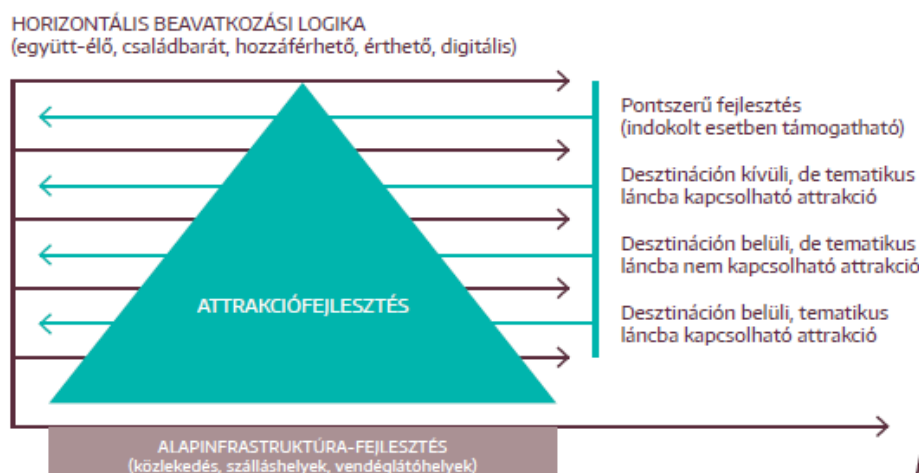 HORIZONTÁLIS BEAVATKOZÁSI LOGIKA
(együtt-élő, családbarát, hozzáférhető, érthető, digitális)
Pontszerű fejlesztés
(indokolt esetben támogatható)
Desztináción kívüli, de tematikus
láncba kapcsolható attrakció
Desztináción belüli, de tematikus
láncba nem kapcsolható attrakció
Desztináción belüli, tematikus
láncba kapcsolható attrakció
ATTRAKCIÓFEJLESZTÉS
ALAPINFRASTRUKTÚRA-FEJLESZTÉS
(közlekedés, szálláshelyek, vendéglátóhelyek)